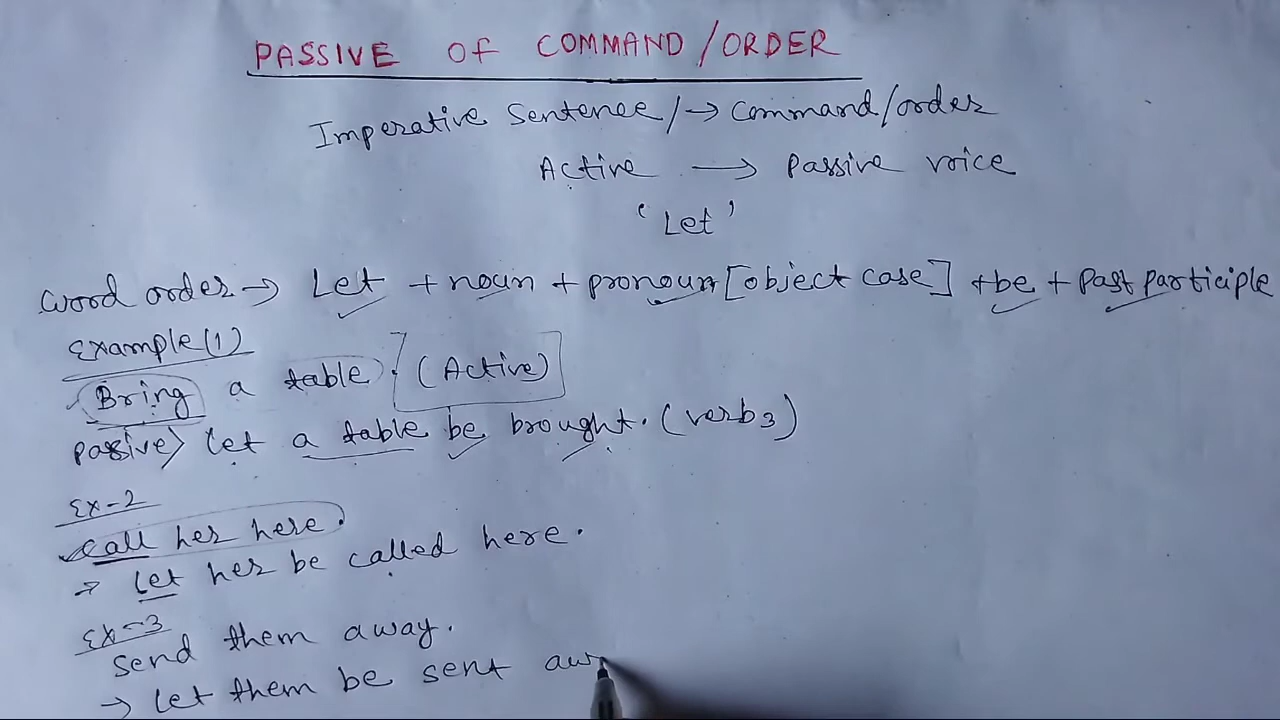 PASSIVE OF COMMAND/ORDER
Imperative Sentence/→ Command/order
Active → Passive voice
'Let'
Word order → Let + noun + pronoun [object case] + be + Past participle
Example (1)
Bring a table. (Active)
passive> Let a table be brought. (verb3)
Ex-2
Call her here.
→ Let her be called here.
Ex-3
Send them away.
→ Let them be sent aw